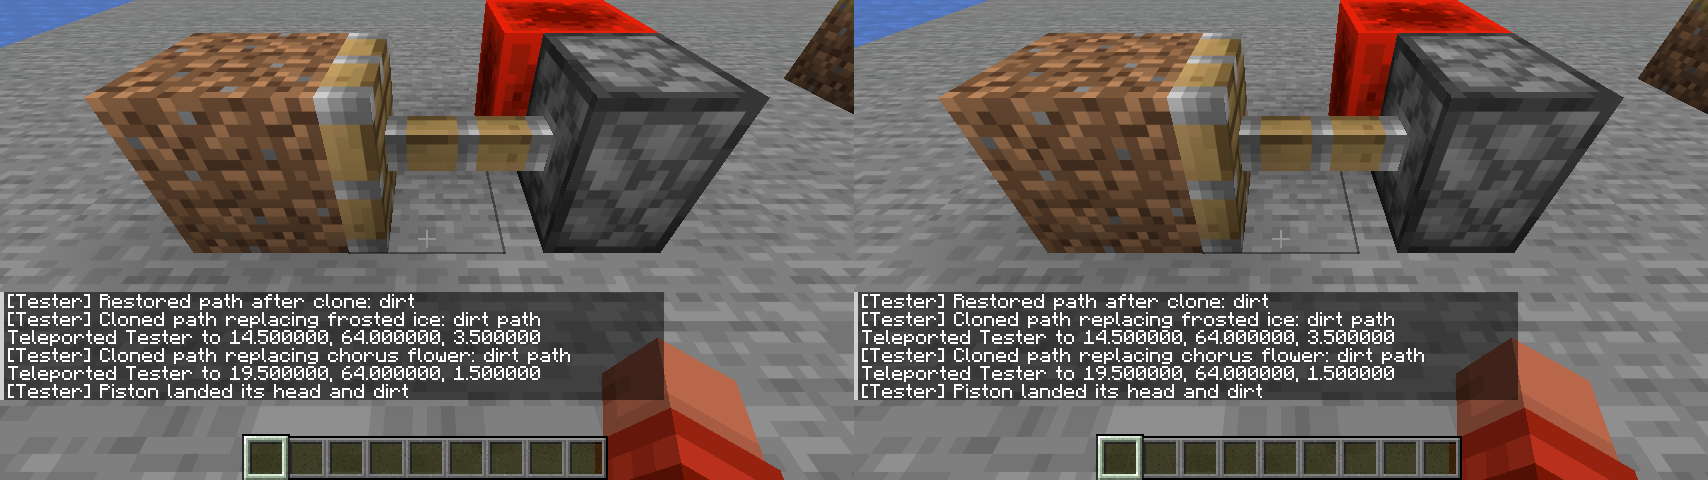 [Tester] Restored path after clone: dirt
[Tester] Cloned path replacing frosted ice: dirt path
Teleported Tester to 14.500000, 64.000000, 3.500000
[Tester] Cloned path replacing chorus flower: dirt path
Teleported Tester to 19.500000, 64.000000, 1.500000
[Tester] Piston landed its head and dirt
[Tester] Restored path after clone: dirt
[Tester] Cloned path replacing frosted ice: dirt path
Teleported Tester to 14.500000, 64.000000, 3.500000
[Tester] Cloned path replacing chorus flower: dirt path
Teleported Tester to 19.500000, 64.000000, 1.500000
[Tester] Piston landed its head and dirt